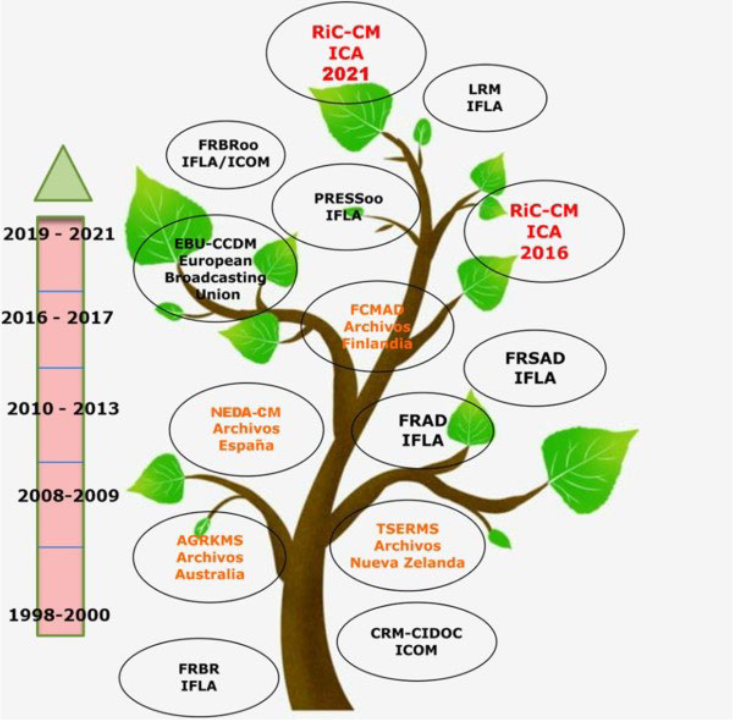 RiC-CM
ICA
2021
LRM
IFLA
FRBRoo
IFLA/ICOM
PRESSoo
IFLA
RiC-CM
ICA
2016
2019 - 2021
EBU-CCDM
European
Broadcasting
Union
2016 - 2017
FCMAD
Archivos
Finlandia
FRSAD
IFLA
2010 - 2013
NEDA-CM
Archivos
España
FRAD
IFLA
2008-2009
AGRKMS
Archivos
Australia
TSERMS
Archivos
Nueva Zelanda
1998-2000
CRM-CIDOC
ICOM
FRBR
IFLA